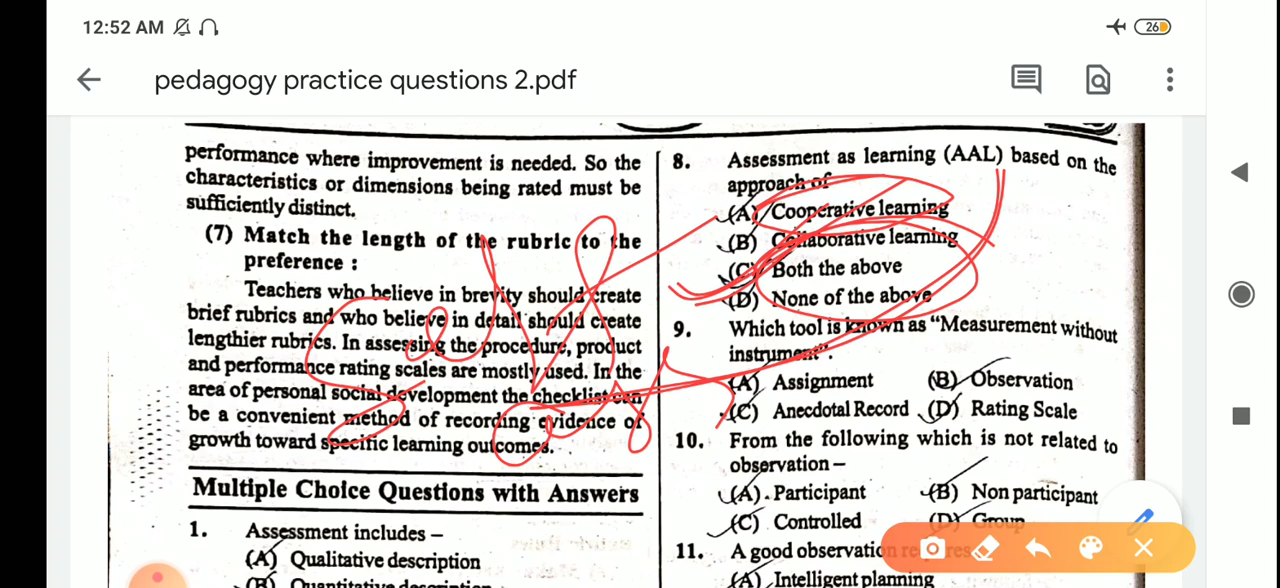 12:52 AM
26
pedagogy practice questions 2.pdf
performance where improvement is needed. So the
characteristics or dimensions being rated must be
sufficiently distinct.
(7) Match the length of the rubric to the
preference :
Teachers who believe in brevity should create
brief rubrics and who believe in detail should create
lengthier rubrics. In assessing the procedure, product
and performance rating scales are mostly used. In the
area of personal social development the checklist can
be a convenient method of recording evidence of
growth toward specific learning outcomes.
Multiple Choice Questions with Answers
1. Assessment includes –
(A) Qualitative description
(B) Quantitative description
8. Assessment as learning (AAL) based on the
approach of
(A) Cooperative learning
(B) Collaborative learning
(C) Both the above
(D) None of the above
9. Which tool is known as "Measurement without
instrument".
(A) Assignment (B) Observation
(C) Anecdotal Record (D) Rating Scale
10. From the following which is not related to
observation –
(A). Participant (B) Non participant
(C) Controlled (D) Group
11. A good observation
(A) Intelligent planning